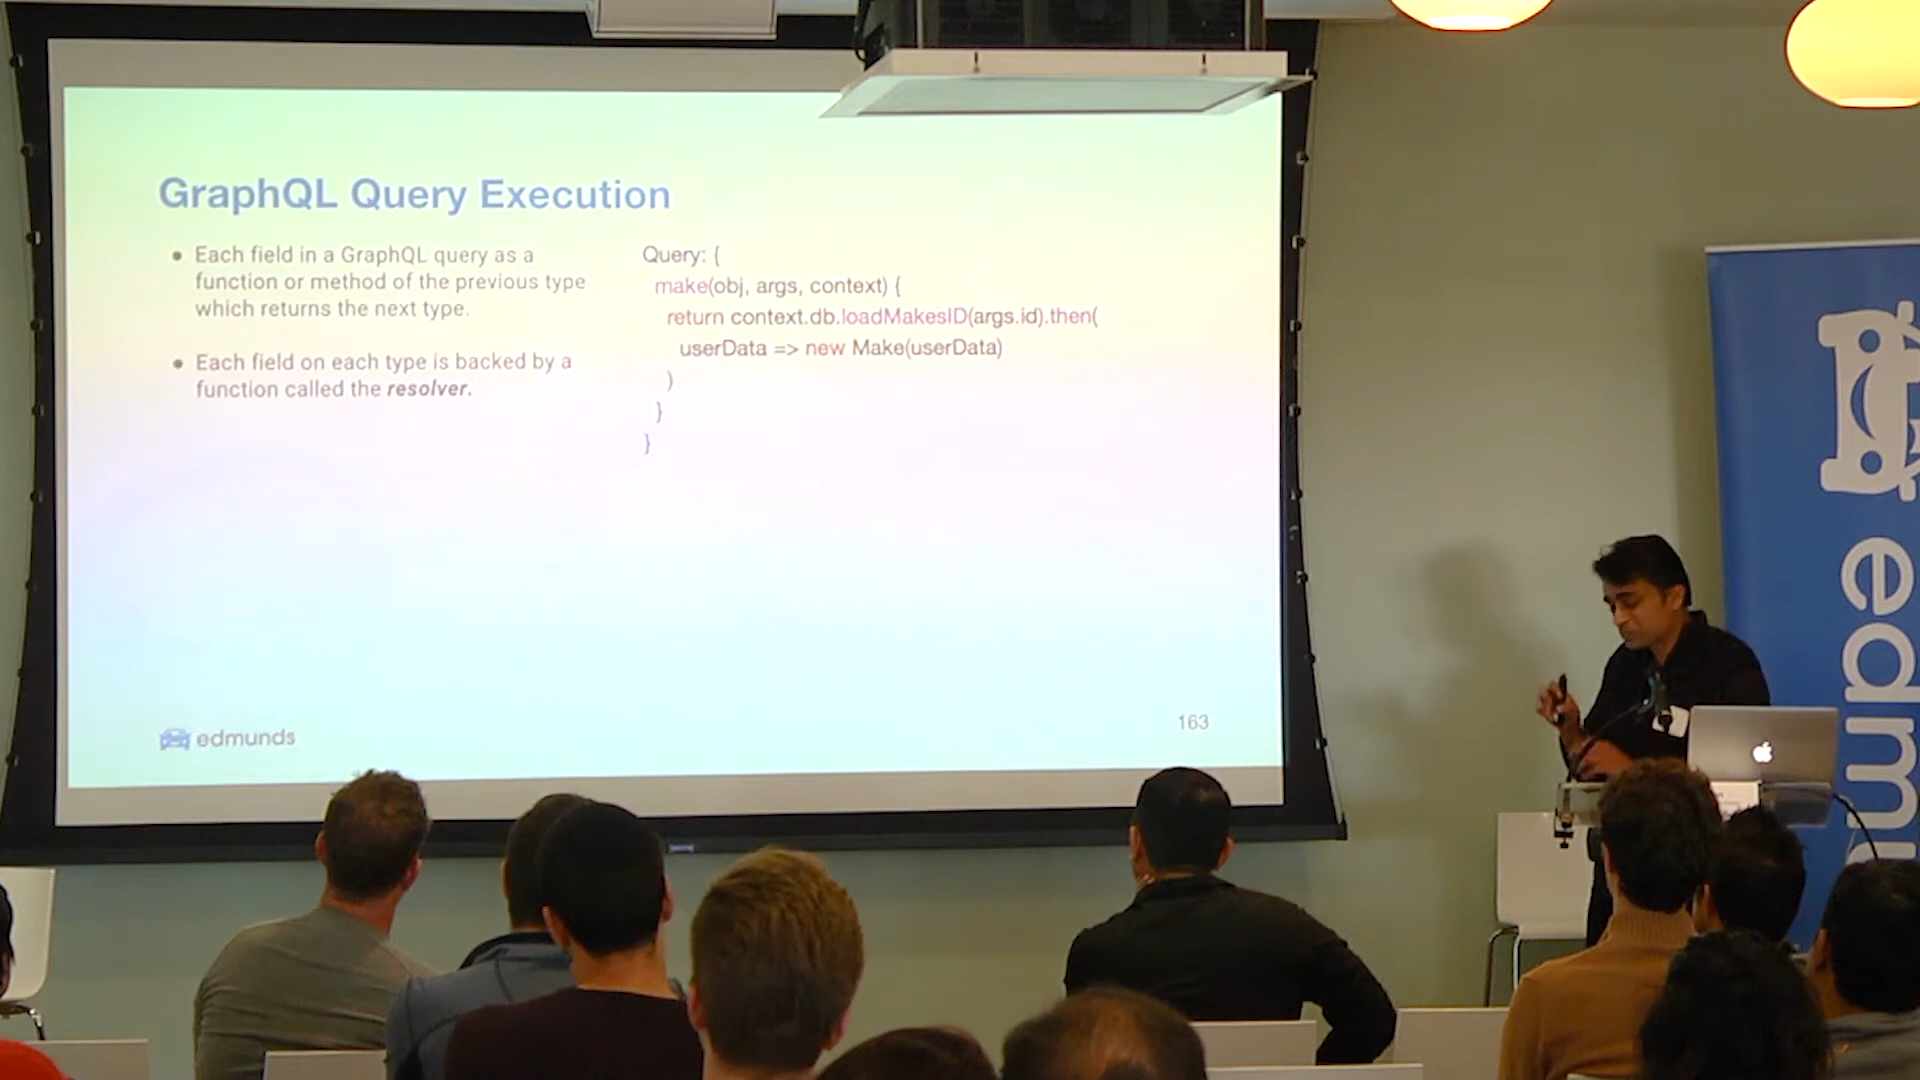 GraphQL Query Execution
• Each field in a GraphQL query as a
function or method of the previous type
which returns the next type.
• Each field on each type is backed by a
function called the resolver.
Query: {
make(obj, args, context) {
return context.db.loadMakesID(args.id).then(
userData => new Make(userData)
)
}
}
edmunds
163
edmu